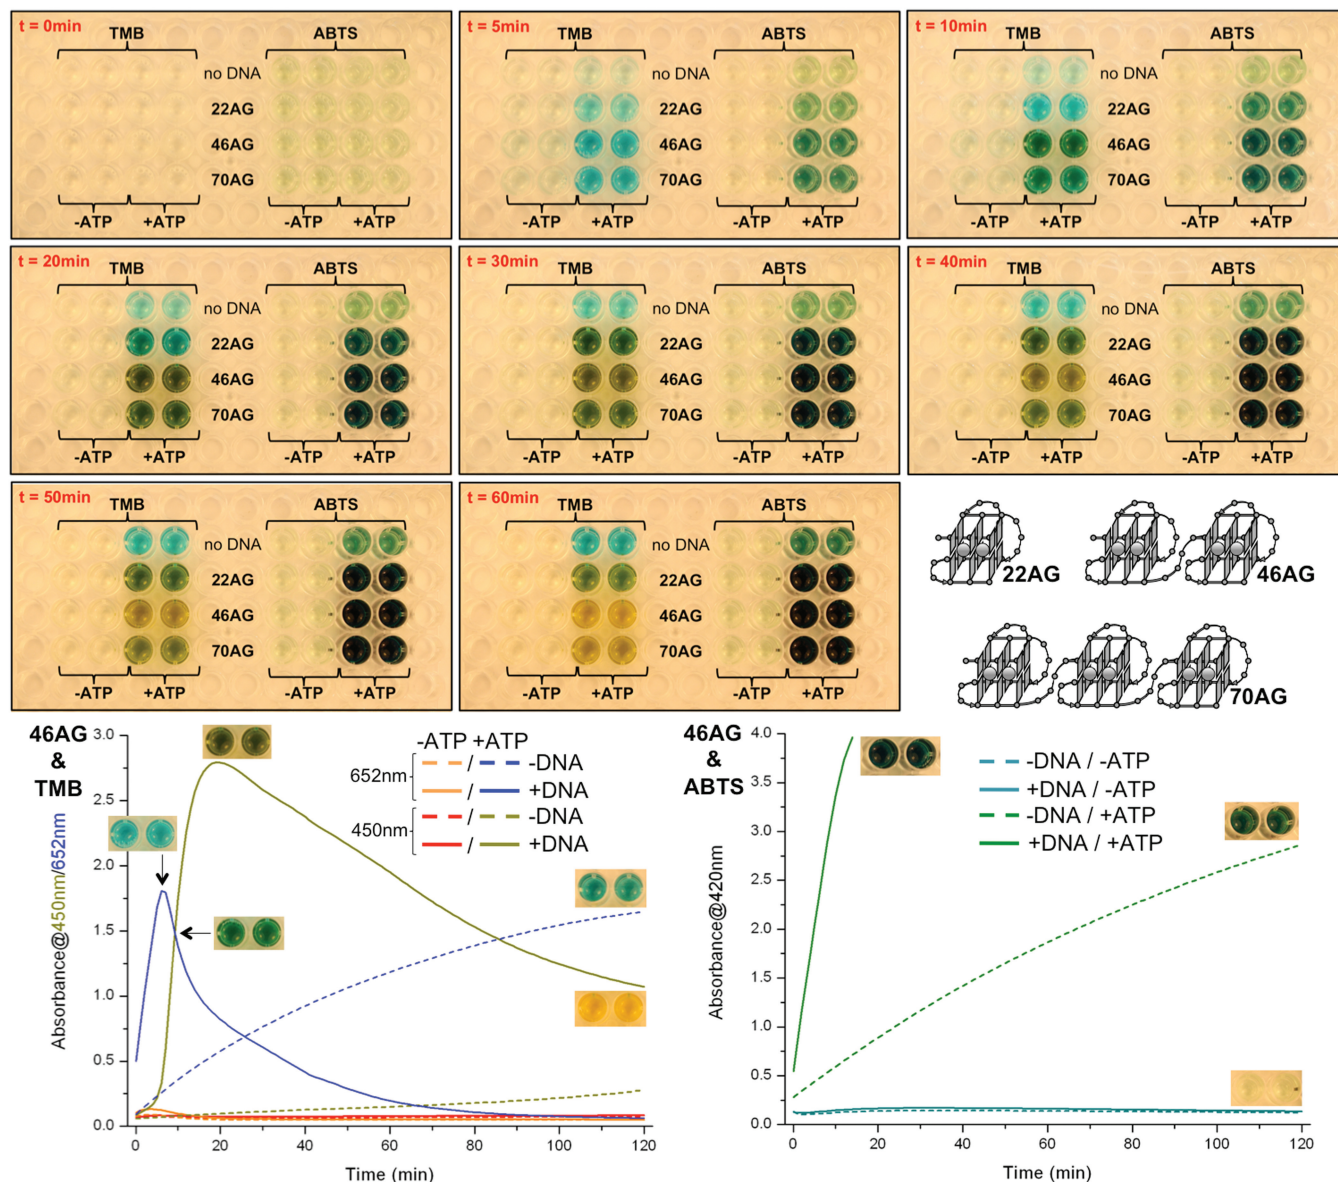 t = 0min
TMB
ABTS
no DNA
22AG
46AG
70AG
-ATP +ATP
-ATP +ATP
t = 5min
TMB
ABTS
no DNA
22AG
46AG
70AG
-ATP +ATP
-ATP +ATP
t = 10min
TMB
ABTS
no DNA
22AG
46AG
70AG
-ATP +ATP
-ATP +ATP
t = 20min
TMB
ABTS
no DNA
22AG
46AG
70AG
-ATP +ATP
-ATP +ATP
t = 30min
TMB
ABTS
no DNA
22AG
46AG
70AG
-ATP +ATP
-ATP +ATP
t = 40min
TMB
ABTS
no DNA
22AG
46AG
70AG
-ATP +ATP
-ATP +ATP
t = 50min
TMB
ABTS
no DNA
22AG
46AG
70AG
-ATP +ATP
-ATP +ATP
t = 60min
TMB
ABTS
no DNA
22AG
46AG
70AG
-ATP +ATP
-ATP +ATP
22AG
46AG
70AG
46AG
&
TMB
Absorbance@450nm/652nm
3.0
2.5
2.0
1.5
1.0
0.5
0.0
-ATP +ATP
652nm
/ -DNA
/ +DNA
450nm
/ -DNA
/ +DNA
0 20 40 60 80 100 120
Time (min)
46AG
&
ABTS
Absorbance@420nm
4.0
3.5
3.0
2.5
2.0
1.5
1.0
0.5
0.0
-DNA / -ATP
+DNA / -ATP
-DNA / +ATP
+DNA / +ATP
0 20 40 60 80 100 120
Time (min)